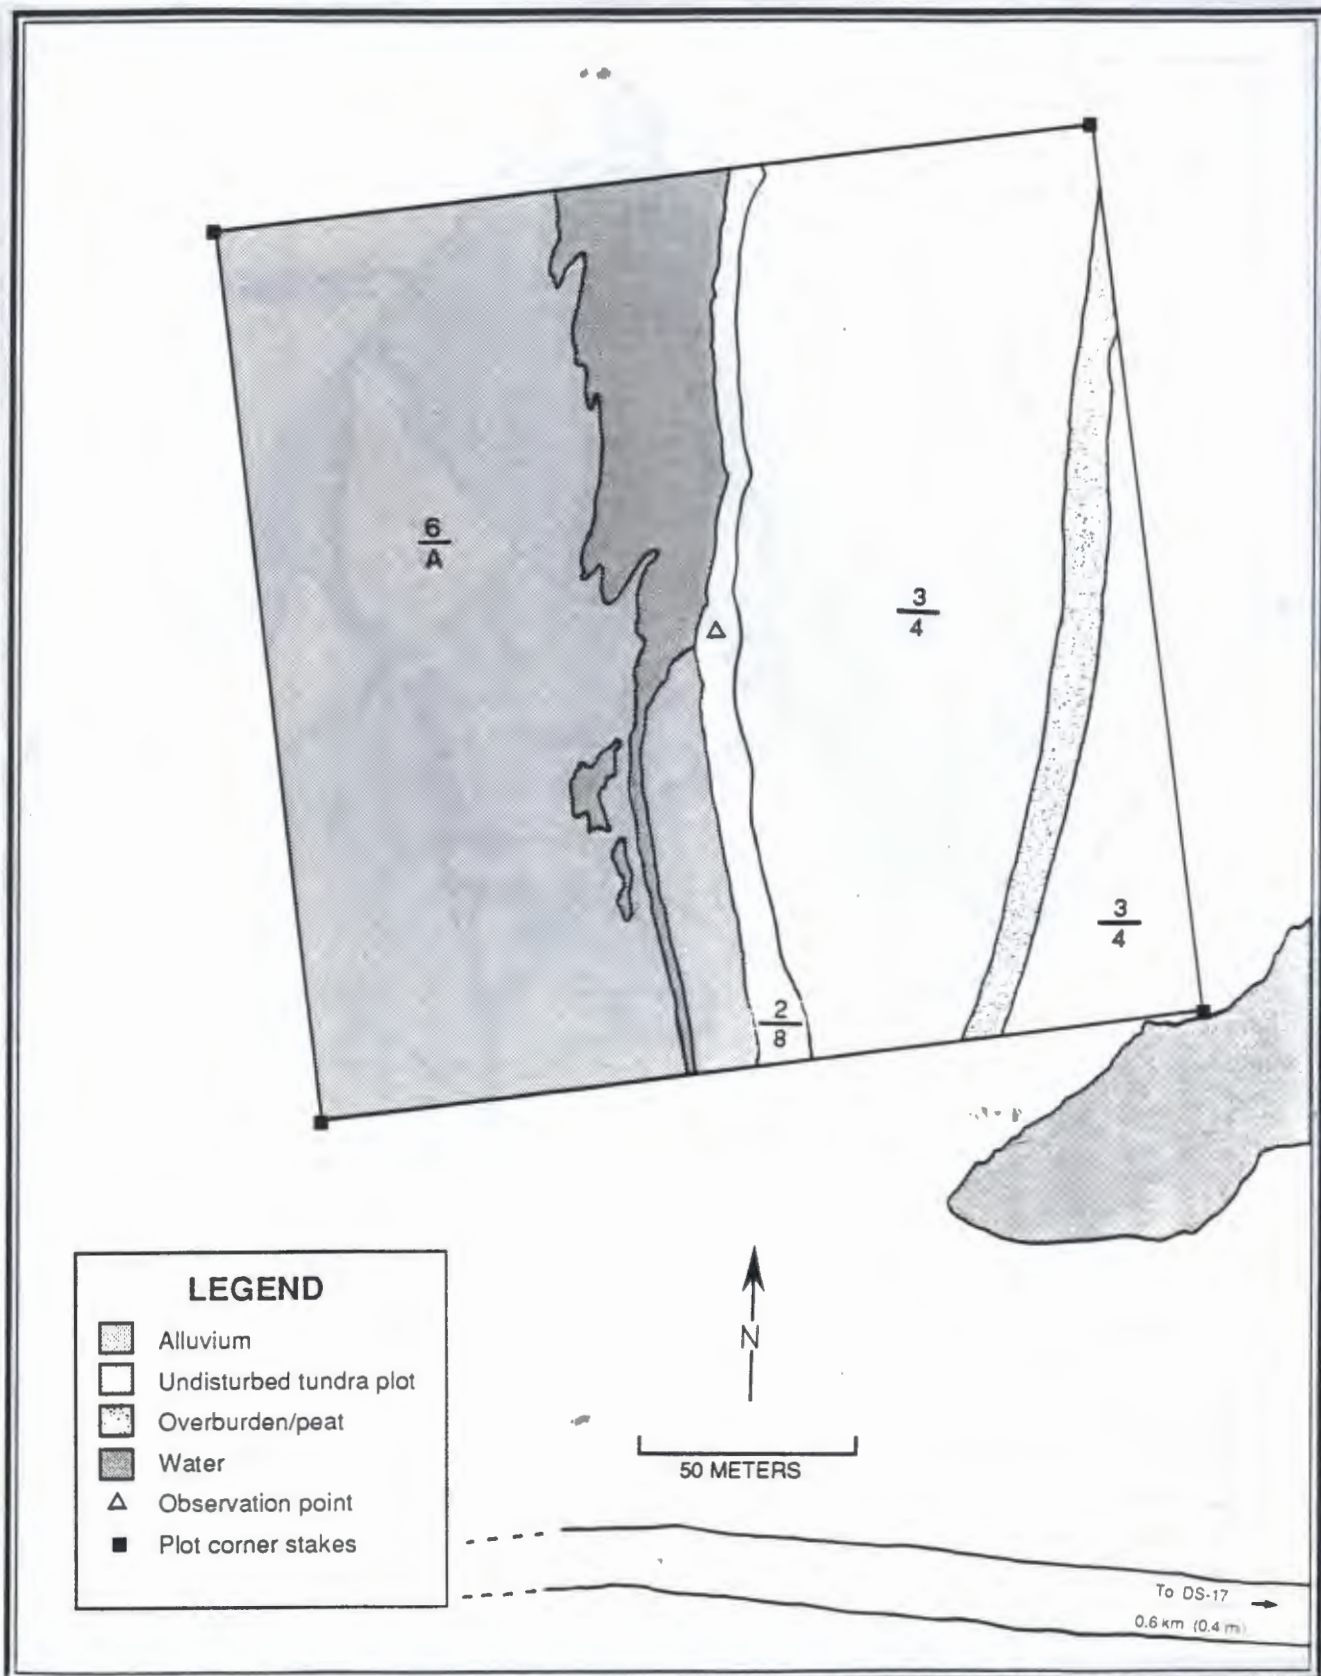 6
A
3
4
3
4
2
8
LEGEND
Alluvium
Undisturbed tundra plot
Overburden/peat
Water
Observation point
Plot corner stakes
N
50 METERS
To DS-17
0.6 km (0.4 m)